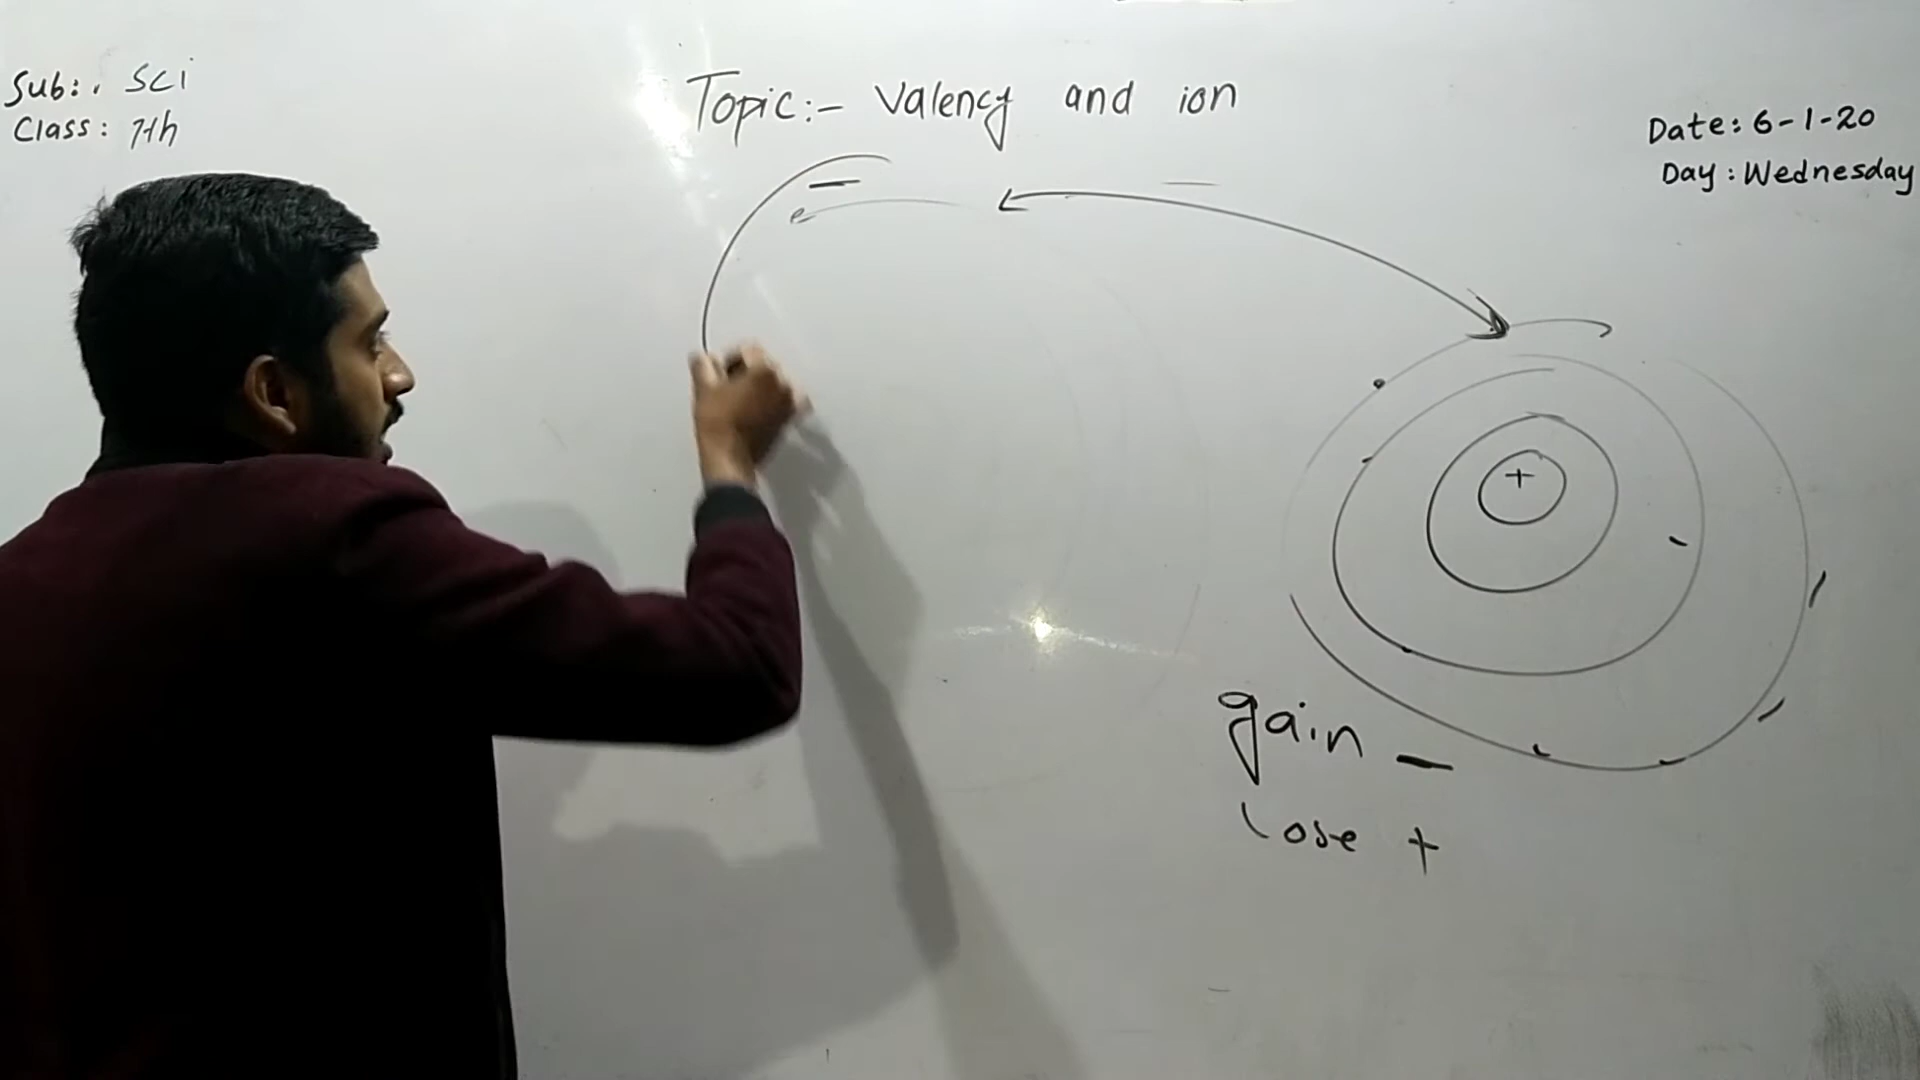 Sub: Sci
Class: 7th
Topic:- Valency and ion
Date: 6-1-20
Day: Wednesday
e
+
gain -
lose +